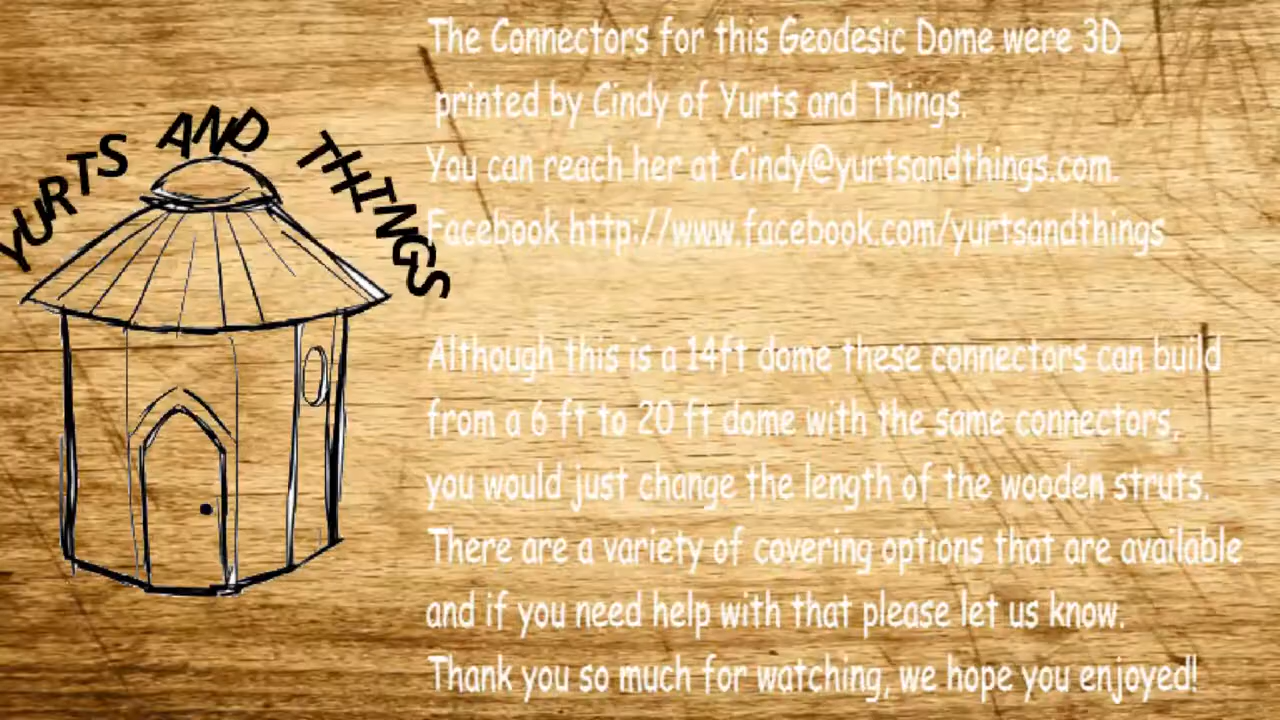 YURTS AND THINGS
The Connectors for this Geodesic Dome were 3D
printed by Cindy of Yurts and Things.
You can reach her at Cindy@yurtsandthings.com.
Facebook http://www.facebook.com/yurtsandthings
Although this is a 14ft dome these connectors can build
from a 6 ft to 20 ft dome with the same connectors,
you would just change the length of the wooden struts.
There are a variety of covering options that are available
and if you need help with that please let us know.
Thank you so much for watching, we hope you enjoyed!